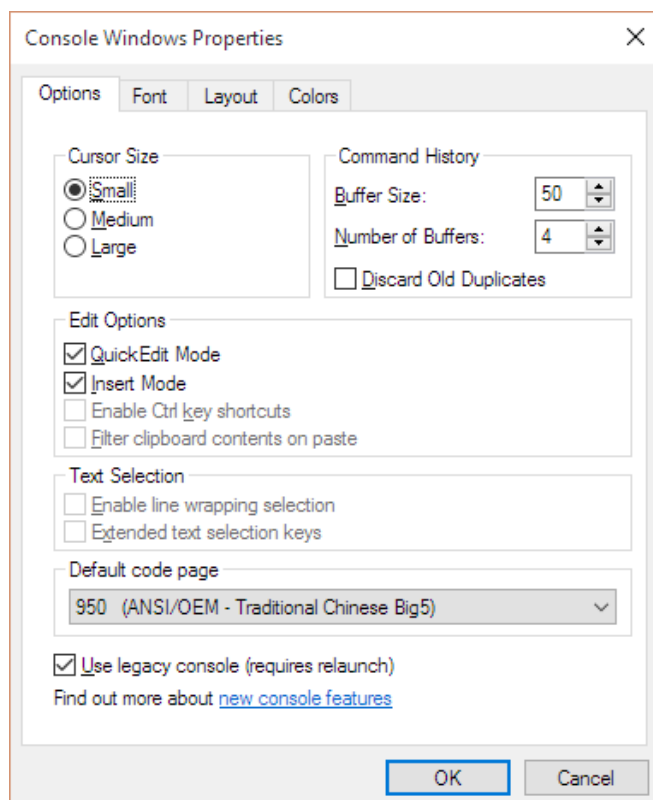 Console Windows Properties
Options Font Layout Colors
Cursor Size
Small
Medium
Large
Command History
Buffer Size: 50
Number of Buffers: 4
Discard Old Duplicates
Edit Options
QuickEdit Mode
Insert Mode
Enable Ctrl key shortcuts
Filter clipboard contents on paste
Text Selection
Enable line wrapping selection
Extended text selection keys
Default code page
950 (ANSI/OEM - Traditional Chinese Big5)
Use legacy console (requires relaunch)
Find out more about new console features
OK Cancel